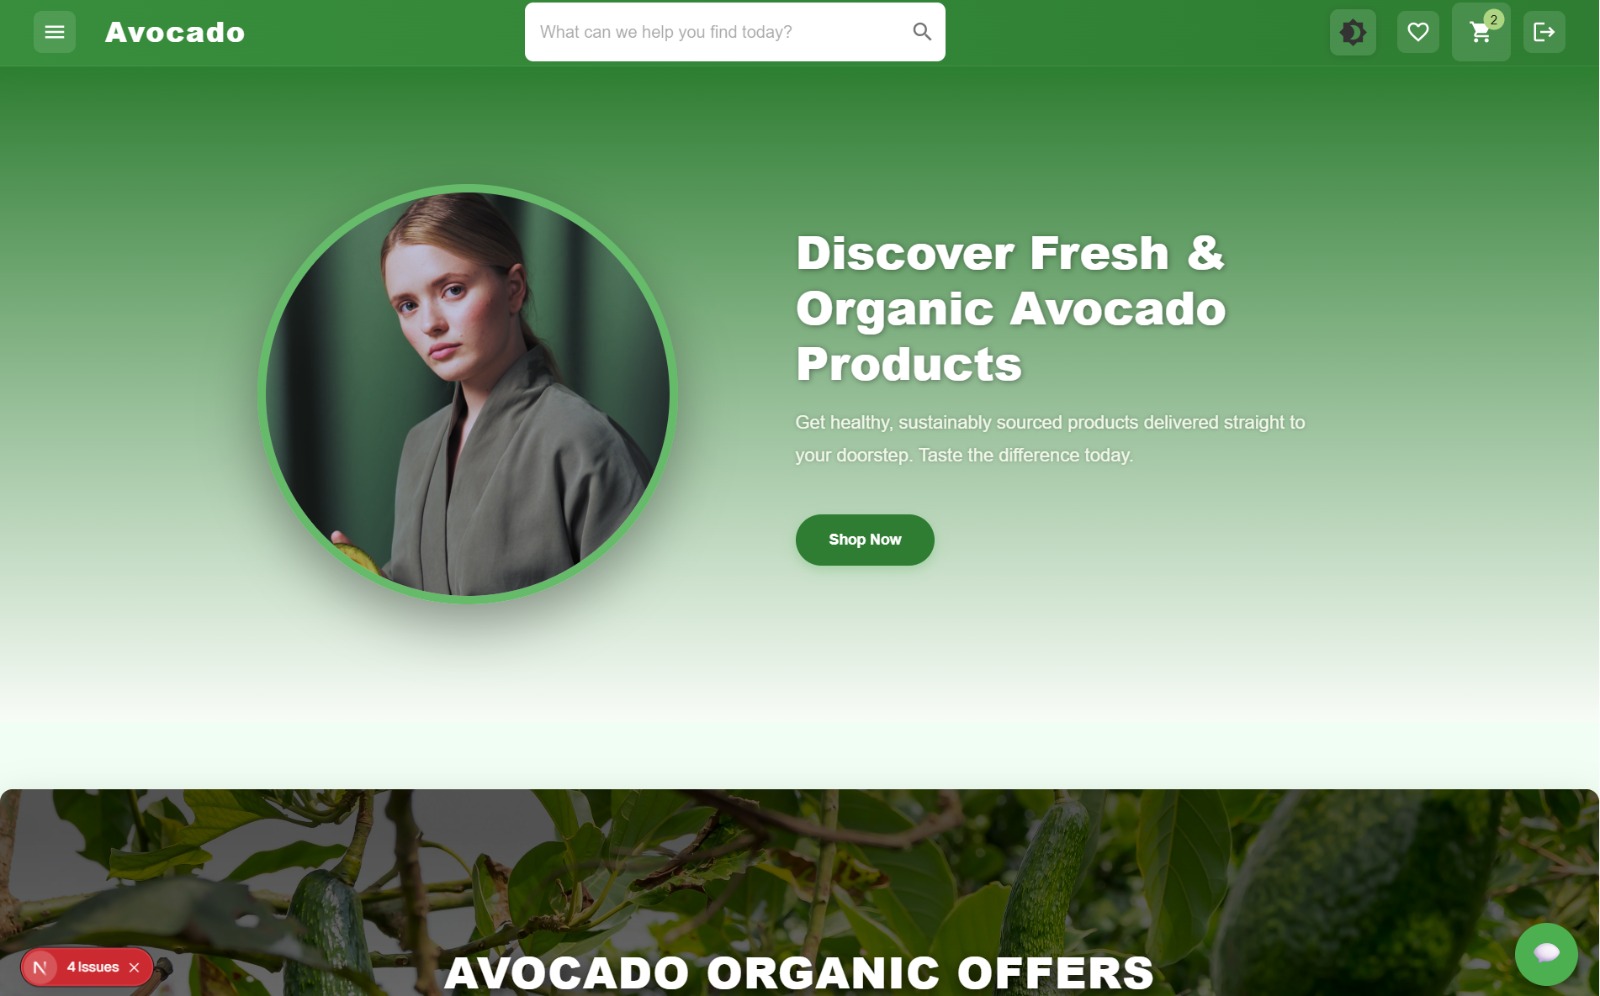 Avocado
What can we help you find today?
2
Discover Fresh &
Organic Avocado
Products
Get healthy, sustainably sourced products delivered straight to
your doorstep. Taste the difference today.
Shop Now
AVOCADO ORGANIC OFFERS
N
4 Issues